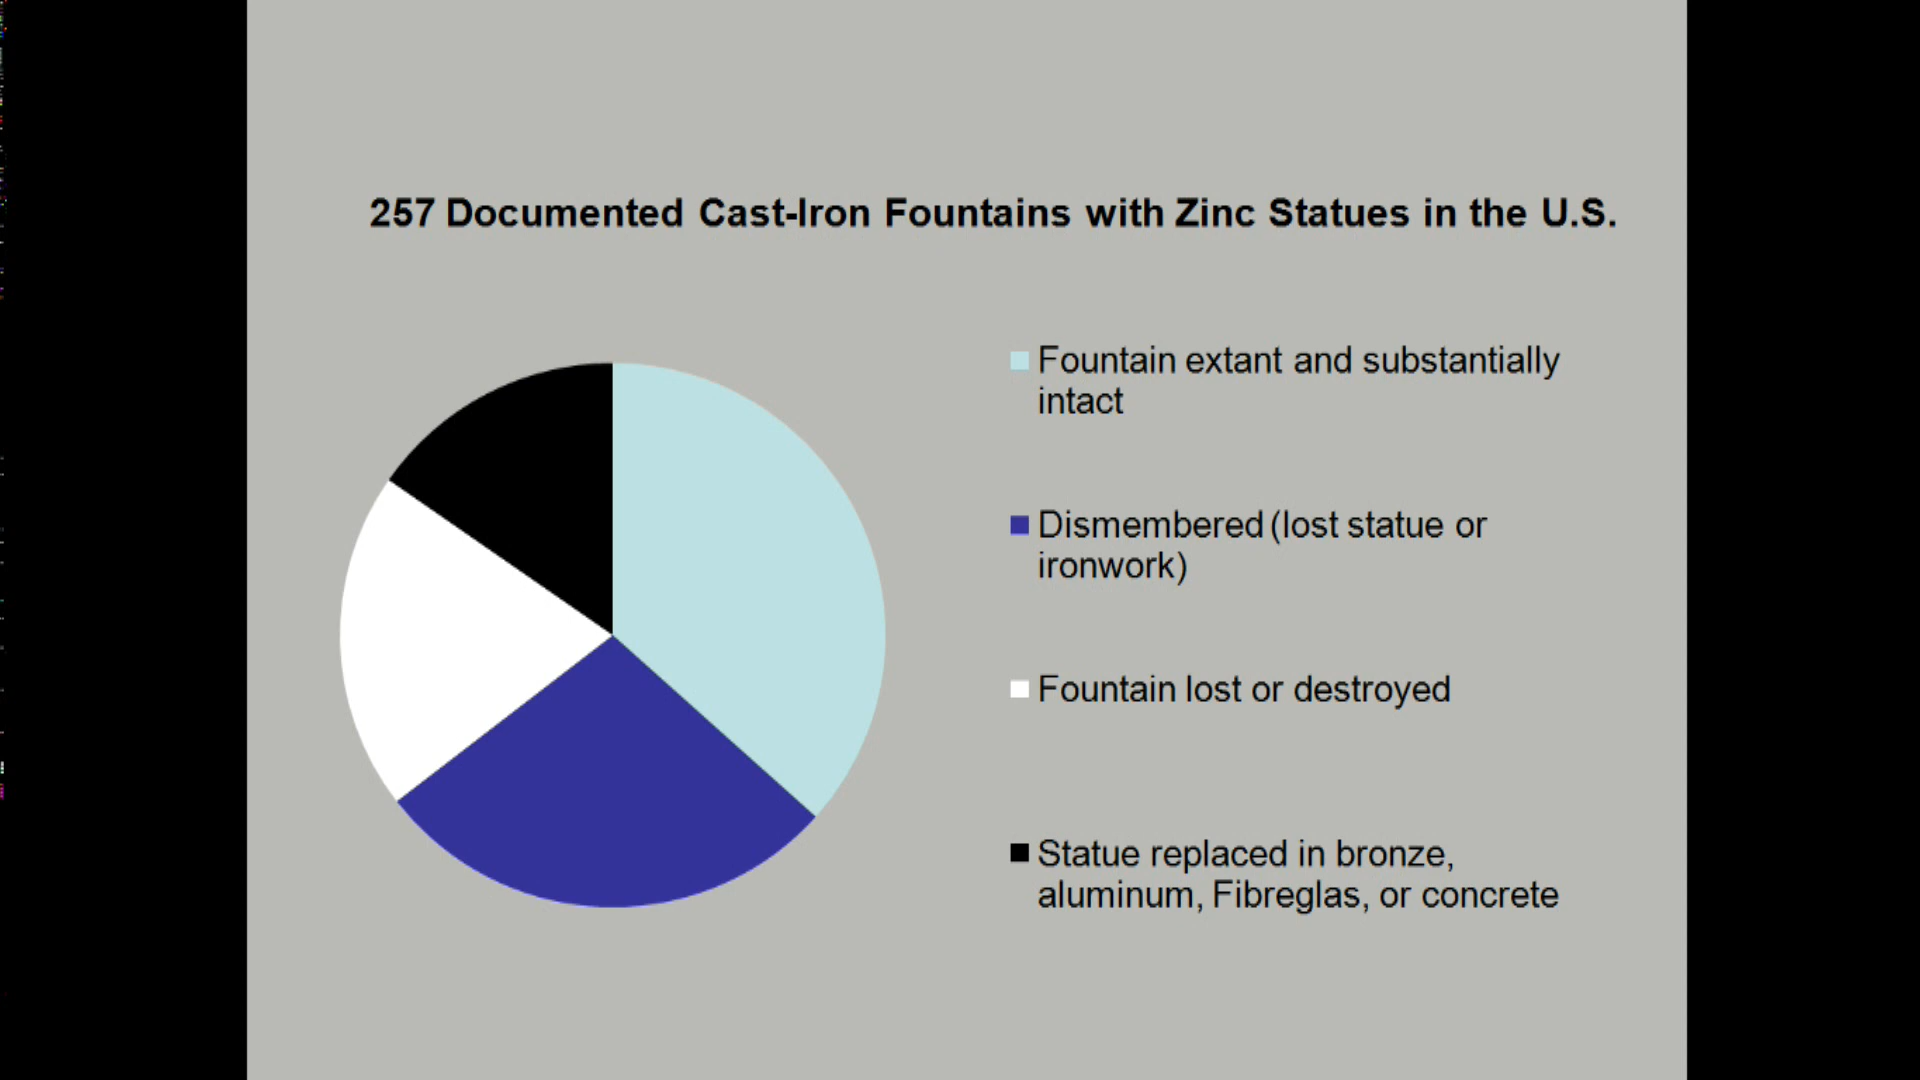 257 Documented Cast-Iron Fountains with Zinc Statues in the U.S.
Fountain extant and substantially
intact
Dismembered (lost statue or
ironwork)
Fountain lost or destroyed
Statue replaced in bronze,
aluminum, Fibreglas, or concrete